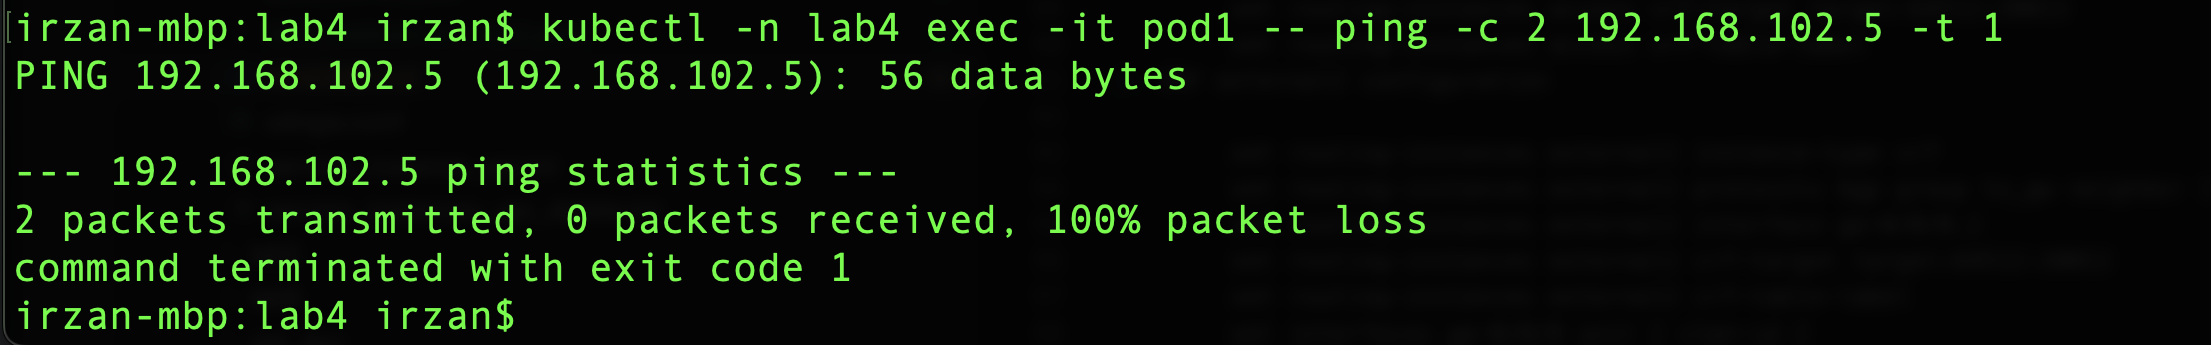 [irzan-mbp:lab4 irzan$ kubectl -n lab4 exec -it pod1 -- ping -c 2 192.168.102.5 -t 1
PING 192.168.102.5 (192.168.102.5): 56 data bytes
--- 192.168.102.5 ping statistics ---
2 packets transmitted, 0 packets received, 100% packet loss
command terminated with exit code 1
irzan-mbp:lab4 irzan$